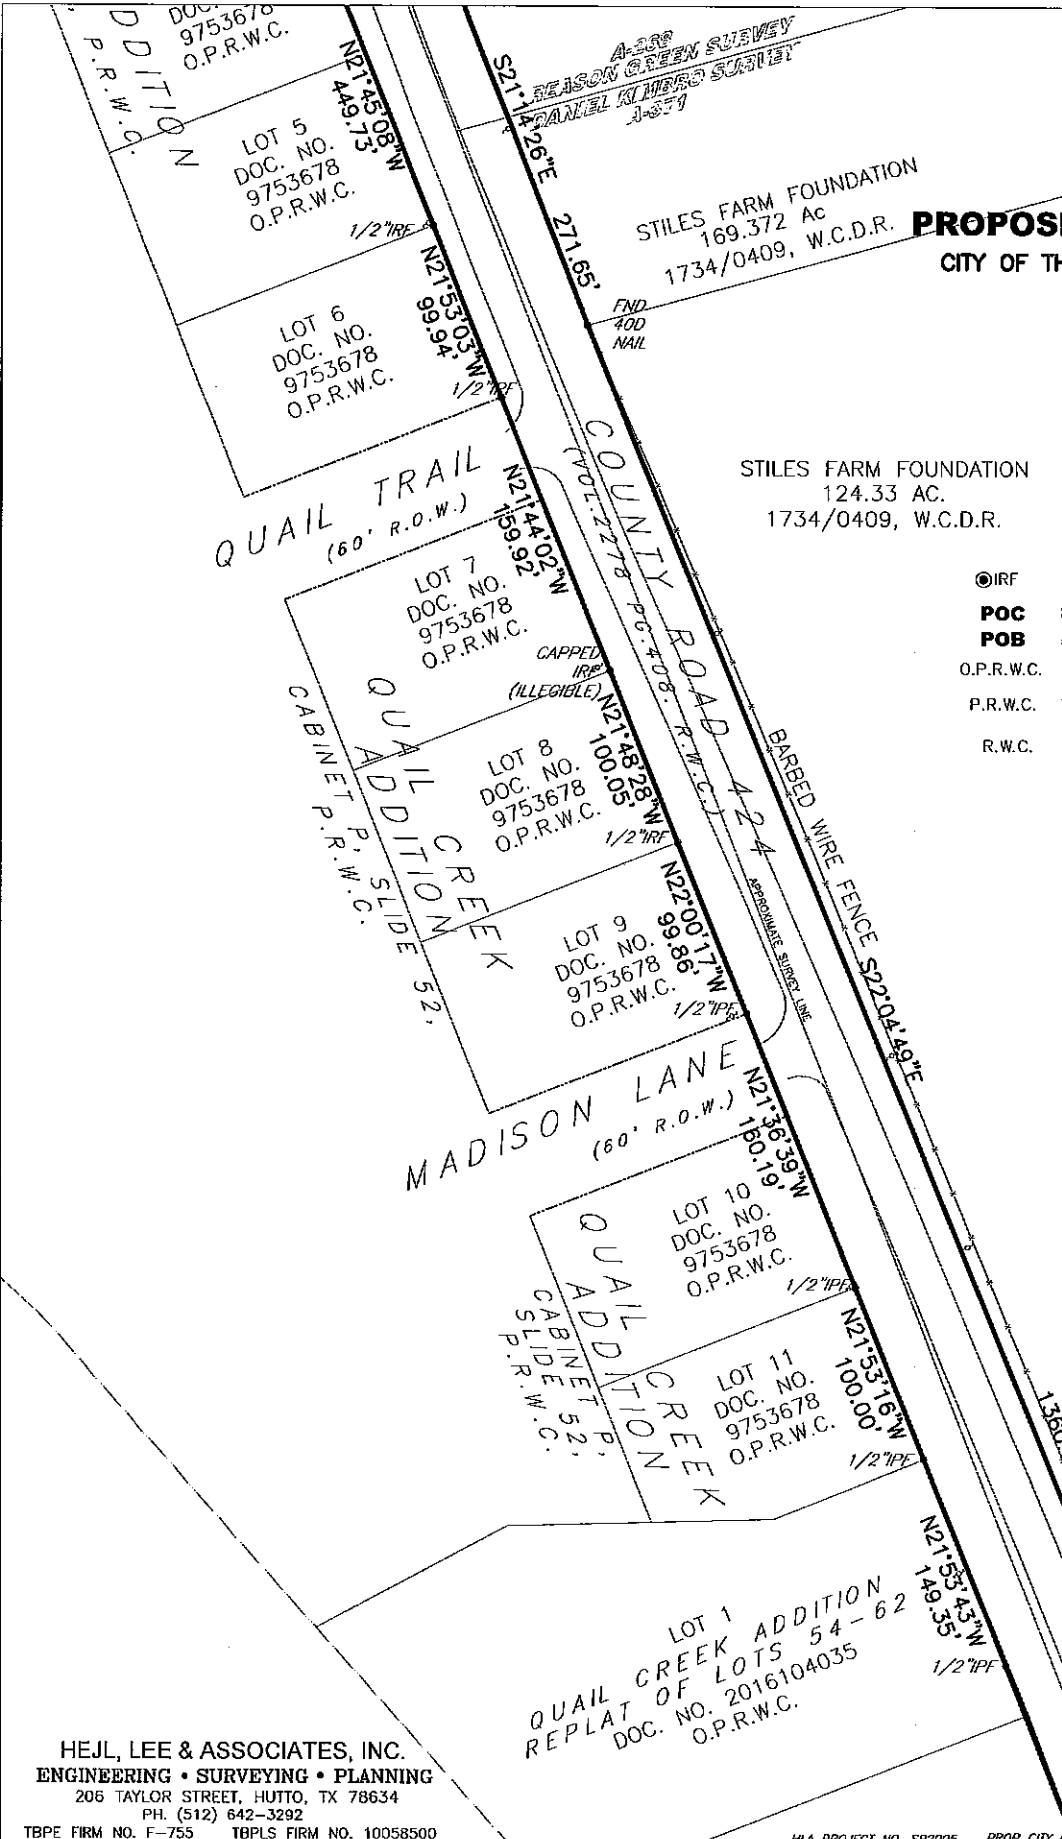 DDITION
P.R.W.C.
DOC.
9753678
O.P.R.W.C.
N21°45'08"W
449.73'
S21°14'26"E 271.65'
A-268
REASON GREEN SURVEY
DANIEL KIMBRO SURVEY
A-371
LOT 5
DOC. NO.
9753678
O.P.R.W.C.
1/2"IRF
STILES FARM FOUNDATION
169.372 Ac
1734/0409, W.C.D.R.
PROPOS
CITY OF TH
N21°53'03"W
99.94'
FND
40D
NAIL
LOT 6
DOC. NO.
9753678
O.P.R.W.C.
1/2"IPF
QUAIL TRAIL
(60' R.O.W.)
N21°44'02"W
159.92'
COUNTY ROAD 424
(VOL.2278 PG.408. R.W.C.)
STILES FARM FOUNDATION
124.33 AC.
1734/0409, W.C.D.R.
IRF
POC
POB
O.P.R.W.C.
P.R.W.C.
R.W.C.
LOT 7
DOC. NO.
9753678
O.P.R.W.C.
CAPPED
IRF
(ILLEGIBLE)
N21°48'28"W
100.05'
QUAIL CREEK
ADDITION
CABINET P, SLIDE 52,
P.R.W.C.
LOT 8
DOC. NO.
9753678
O.P.R.W.C.
1/2"IRF
BARBED WIRE FENCE S22°04'49"E
APPROXIMATE SURVEY LINE
N22°00'17"W
99.86'
LOT 9
DOC. NO.
9753678
O.P.R.W.C.
1/2"IPF
MADISON LANE
(60' R.O.W.)
N21°36'39"W
160.19'
LOT 10
DOC. NO.
9753678
O.P.R.W.C.
1/2"IPF
QUAIL CREEK
ADDITION
CABINET P,
SLIDE 52,
P.R.W.C.
N21°53'16"W
100.00'
1360.
LOT 11
DOC. NO.
9753678
O.P.R.W.C.
1/2"IPF
N21°53'43"W
149.35'
LOT 1
QUAIL CREEK ADDITION
REPLAT OF LOTS 54-62
DOC. NO. 2016104035
O.P.R.W.C.
1/2"IPF
HEJL, LEE & ASSOCIATES, INC.
ENGINEERING • SURVEYING • PLANNING
206 TAYLOR STREET, HUTTO, TX 78634
PH. (512) 642-3292
TBPE FIRM NO. F-755 TBPLS FIRM NO. 10058500